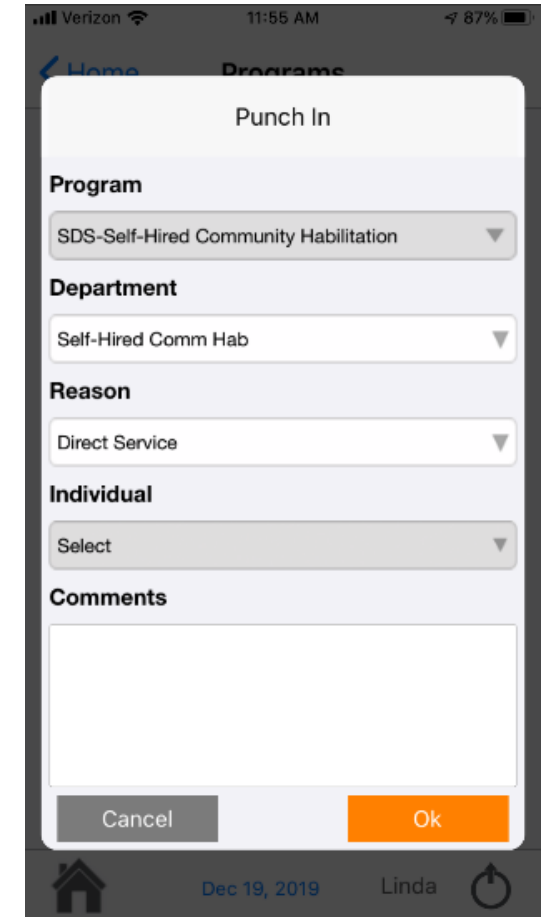 Verizon 11:55 AM 87%
Home Programs
Punch In
Program
SDS-Self-Hired Community Habilitation
Department
Self-Hired Comm Hab
Reason
Direct Service
Individual
Select
Comments
Cancel Ok
Dec 19, 2019 Linda